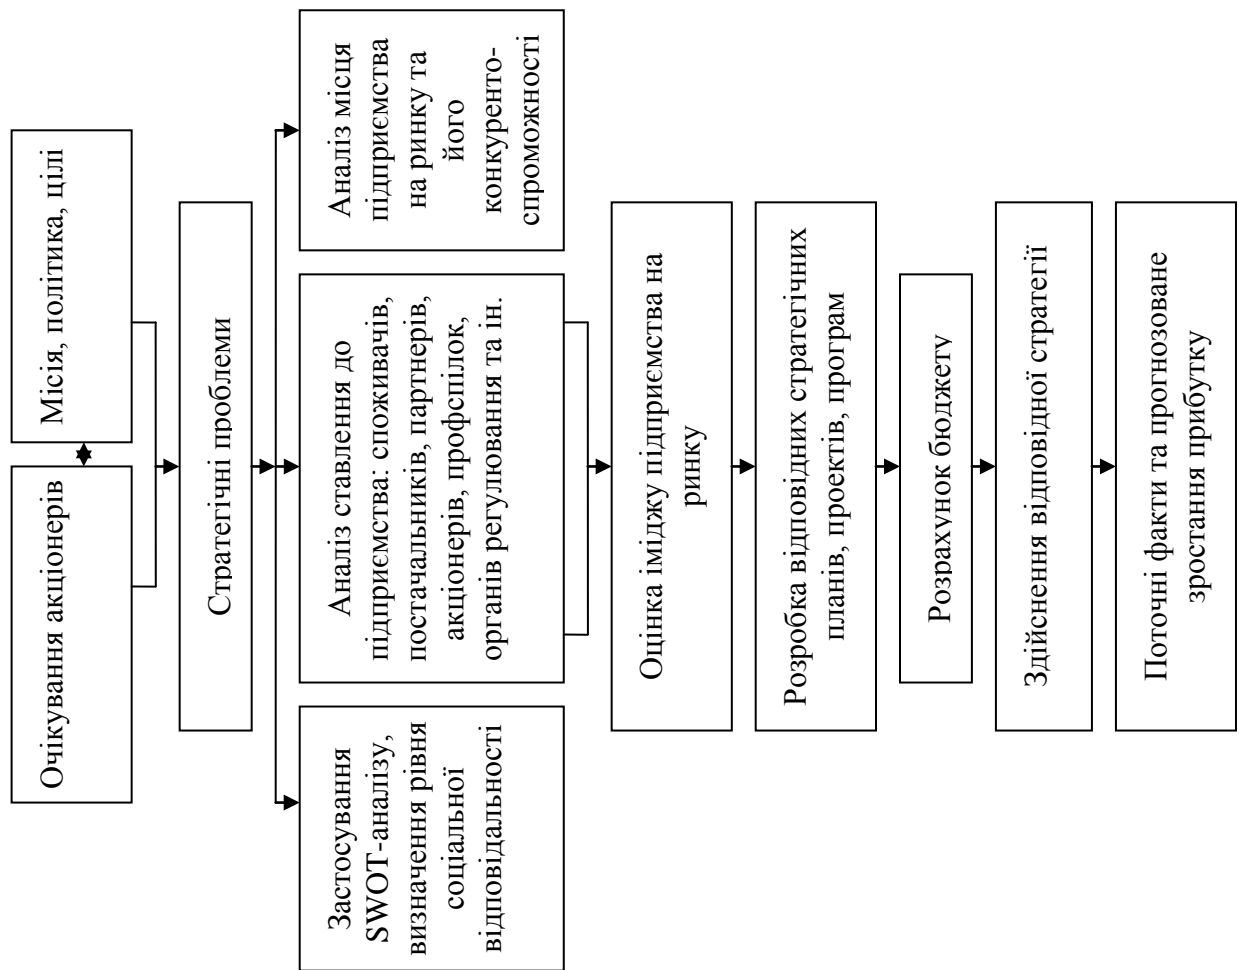 Очікування акціонерів
Місія, політика, цілі
Стратегічні проблеми
Застосування
SWOT-аналізу,
визначення рівня
соціальної
відповідальності
Аналіз ставлення до
підприємства: споживачів,
постачальників, партнерів,
акціонерів, профспілок,
органів регулювання та ін.
Аналіз місця
підприємства
на ринку та
його
конкуренто-
спроможності
Оцінка іміджу підприємства на
ринку
Розробка відповідних стратегічних
планів, проектів, програм
Розрахунок бюджету
Здійснення відповідної стратегії
Поточні факти та прогнозоване
зростання прибутку